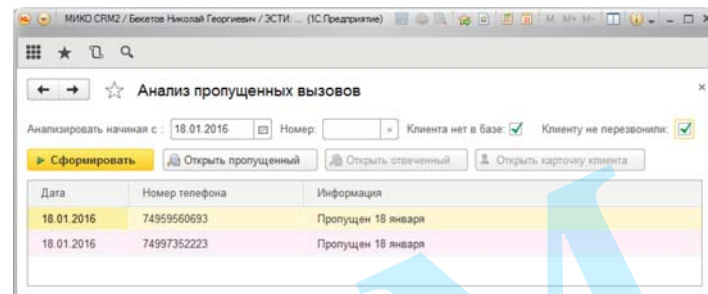 МИКО CRM2 / Бекетов Николай Георгиевич / ЭСТИ: ... (1С:Предприятие) M M+ M-
Анализ пропущенных вызовов
Анализировать начиная с : 18.01.2016 Номер: Клиента нет в базе: Клиенту не перезвонили:
Сформировать Открыть пропущенный Открыть отвеченный Открыть карточку клиента
Дата Номер телефона Информация
18.01.2016 74959560693 Пропущен 18 января
18.01.2016 74997352223 Пропущен 18 января